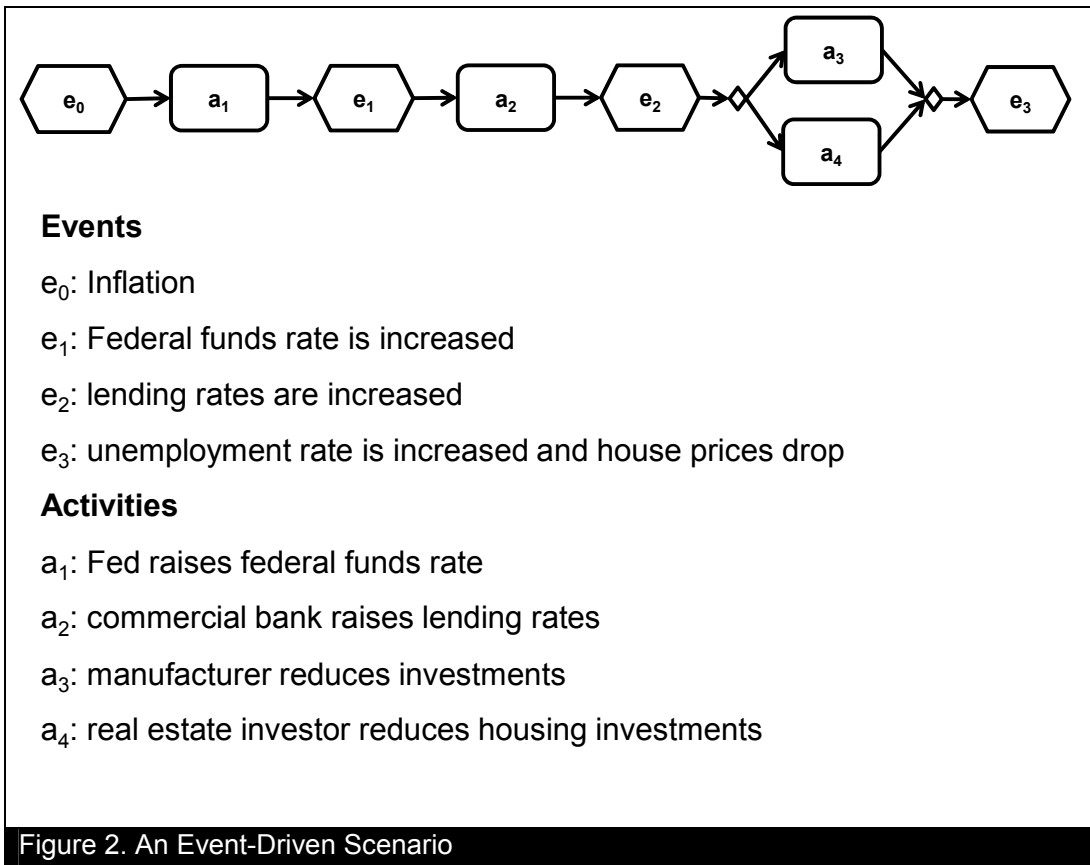 e₀ a₁ e₁ a₂ e₂ a₃ e₃
a₄
Events
e₀: Inflation
e₁: Federal funds rate is increased
e₂: lending rates are increased
e₃: unemployment rate is increased and house prices drop
Activities
a₁: Fed raises federal funds rate
a₂: commercial bank raises lending rates
a₃: manufacturer reduces investments
a₄: real estate investor reduces housing investments
Figure 2. An Event-Driven Scenario